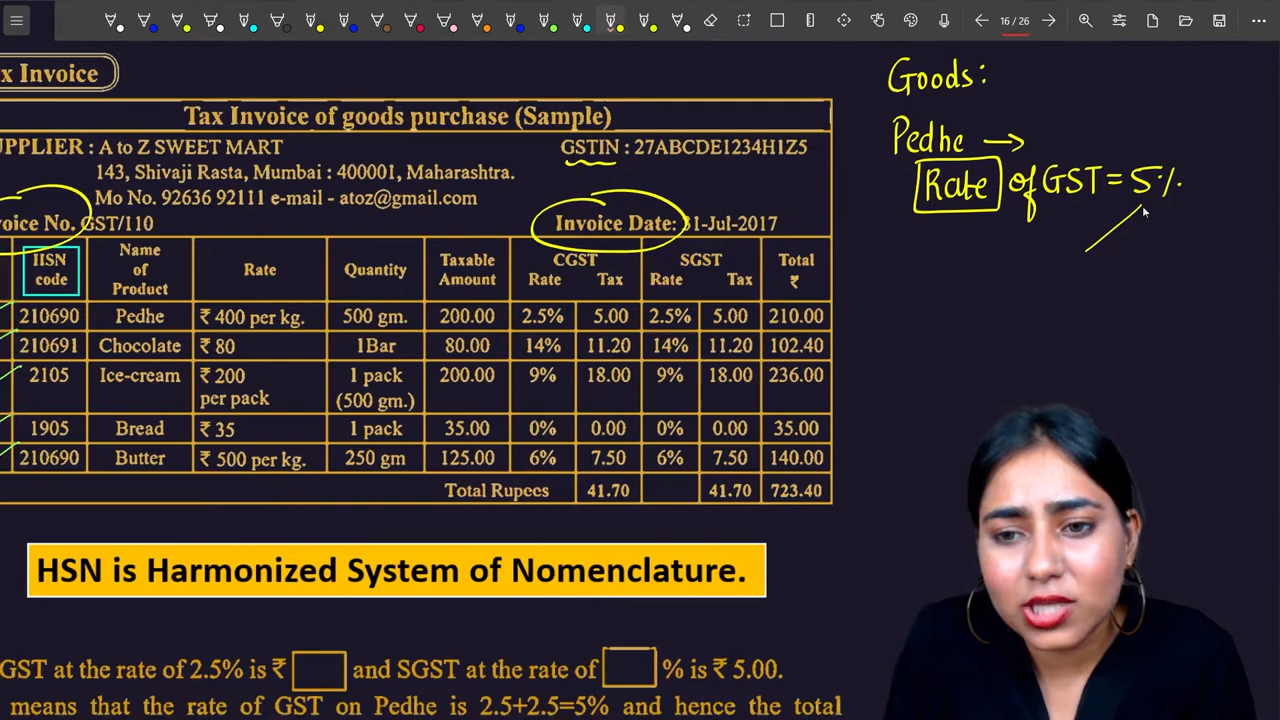 16 / 26
x Invoice
Tax Invoice of goods purchase (Sample)
UPPLIER : A to Z SWEET MART GSTIN : 27ABCDE1234H1Z5
143, Shivaji Rasta, Mumbai : 400001, Maharashtra.
Mo No. 92636 92111 e-mail - atoz@gmail.com
voice No. GST/110 Invoice Date: 31-Jul-2017
HSN code Name of Product Rate Quantity Taxable Amount CGST Rate Tax SGST Rate Tax Total ₹
210690 Pedhe ₹ 400 per kg. 500 gm. 200.00 2.5% 5.00 2.5% 5.00 210.00
210691 Chocolate ₹ 80 1Bar 80.00 14% 11.20 14% 11.20 102.40
2105 Ice-cream ₹ 200 per pack 1 pack (500 gm.) 200.00 9% 18.00 9% 18.00 236.00
1905 Bread ₹ 35 1 pack 35.00 0% 0.00 0% 0.00 35.00
210690 Butter ₹ 500 per kg. 250 gm 125.00 6% 7.50 6% 7.50 140.00
Total Rupees 41.70 41.70 723.40
HSN is Harmonized System of Nomenclature.
GST at the rate of 2.5% is ₹ and SGST at the rate of % is ₹ 5.00.
means that the rate of GST on Pedhe is 2.5+2.5=5% and hence the total
Goods:
Pedhe →
Rate of GST = 5%